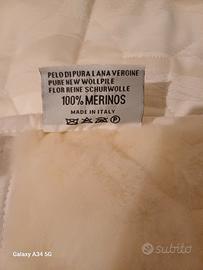 PELO DI PURA LANA VERGINE
PURE NEW WOOLPILE
FLOR REINE SCHURWOLLE
100% MERINOS
MADE IN ITALY
P
Galaxy A34 5G
subito